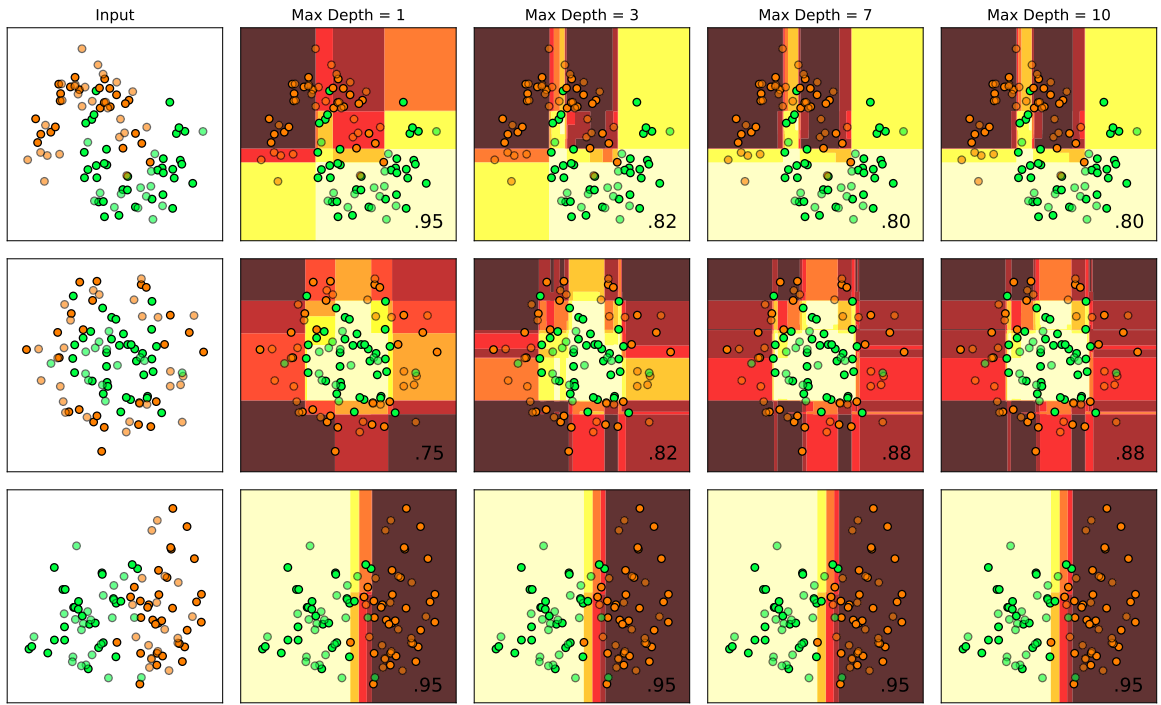 Input Max Depth = 1 Max Depth = 3 Max Depth = 7 Max Depth = 10
.95 .82 .80 .80
.75 .82 .88 .88
.95 .95 .95 .95